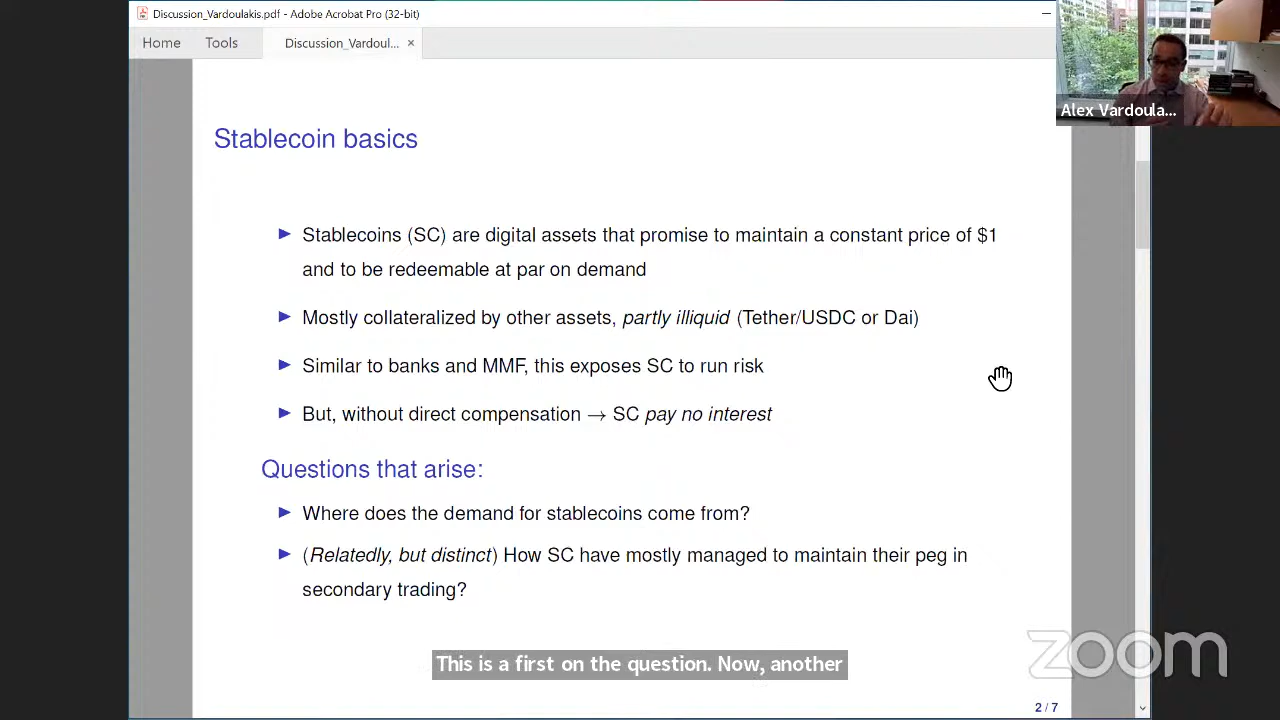 Discussion_Vardoulakis.pdf - Adobe Acrobat Pro (32-bit)
Home Tools Discussion_Vardoul... ×
Alex Vardoula...
Stablecoin basics
Stablecoins (SC) are digital assets that promise to maintain a constant price of $1
and to be redeemable at par on demand
Mostly collateralized by other assets, partly illiquid (Tether/USDC or Dai)
Similar to banks and MMF, this exposes SC to run risk
But, without direct compensation → SC pay no interest
Questions that arise:
Where does the demand for stablecoins come from?
(Relatedly, but distinct) How SC have mostly managed to maintain their peg in
secondary trading?
This is a first on the question. Now, another
zoom
2 / 7